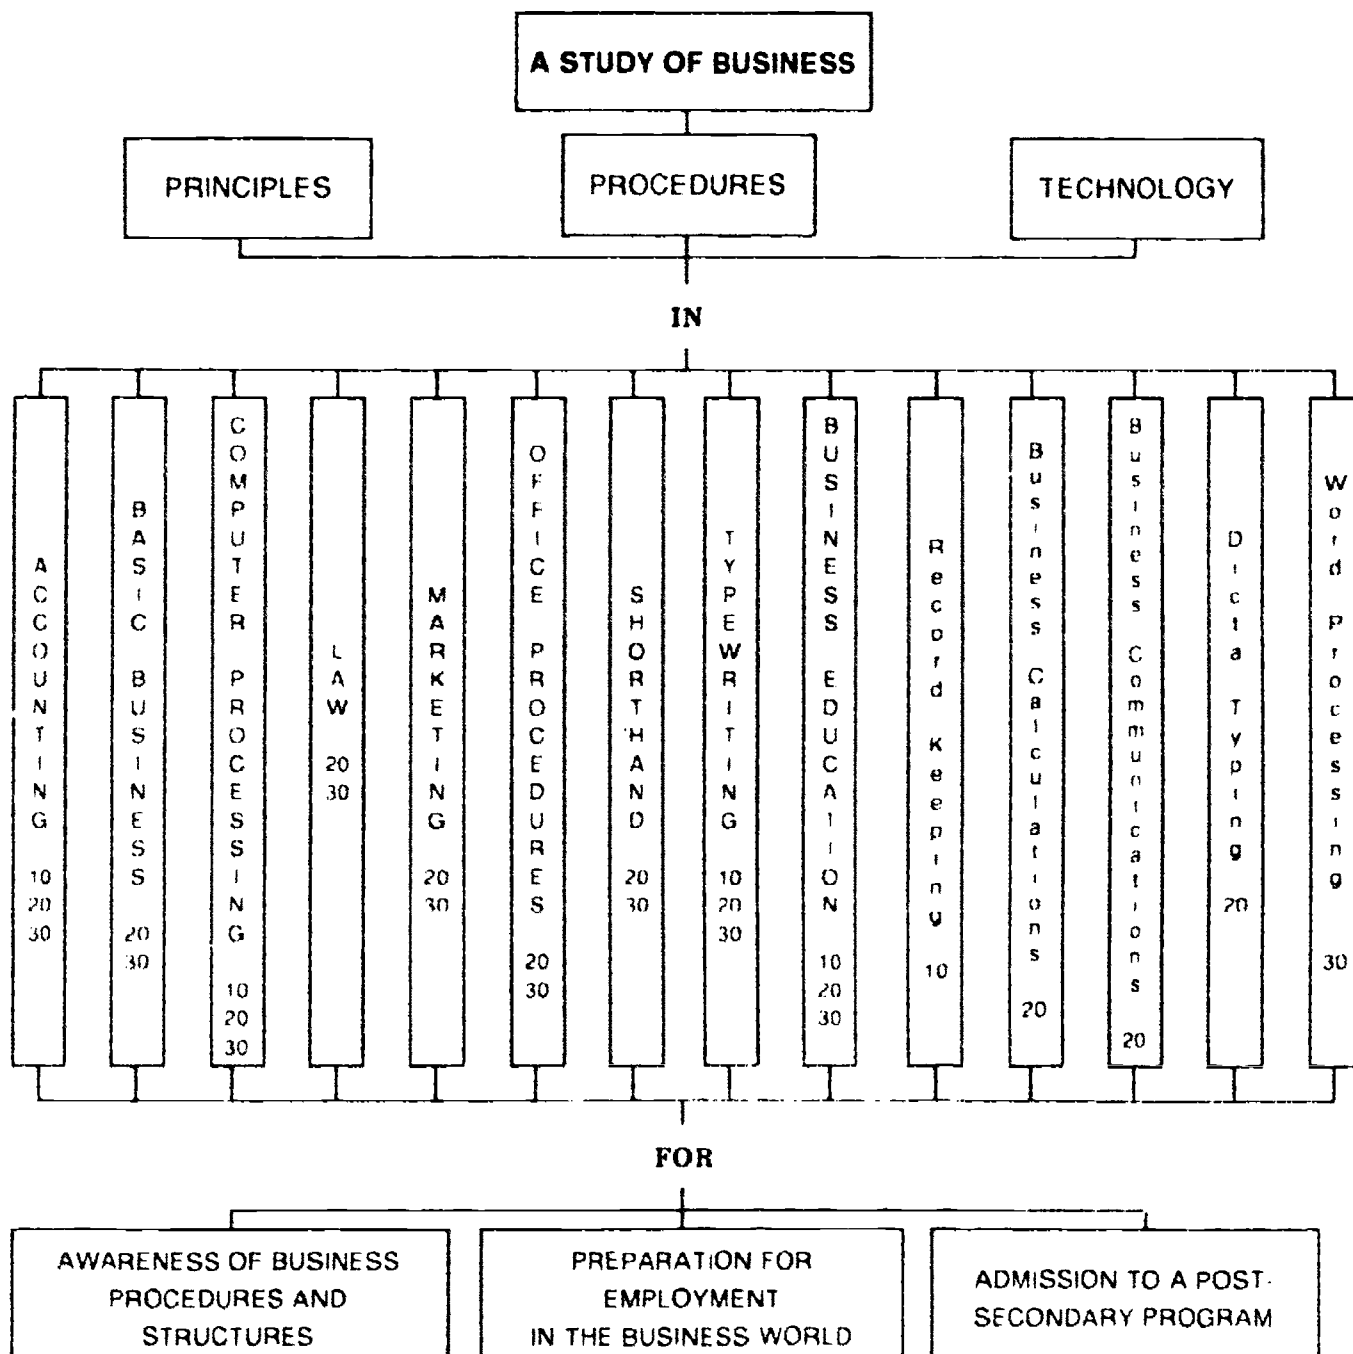 A STUDY OF BUSINESS
PRINCIPLES
PROCEDURES
TECHNOLOGY
IN
ACCOUNTING 10 20 30
BASIC BUSINESS 20 30
COMPUTER PROCESSING 10 20 30
LAW 20 30
MARKETING 20 30
OFFICE PROCEDURES 20 30
SHORTHAND 20 30
TYPEWRITING 10 20 30
BUSINESS EDUCATION 10 20 30
Record Keeping 10
Business Calculations 20
Business Communications 20
Dicta Typing 20
Word Processing 30
FOR
AWARENESS OF BUSINESS
PROCEDURES AND
STRUCTURES
PREPARATION FOR
EMPLOYMENT
IN THE BUSINESS WORLD
ADMISSION TO A POST-
SECONDARY PROGRAM